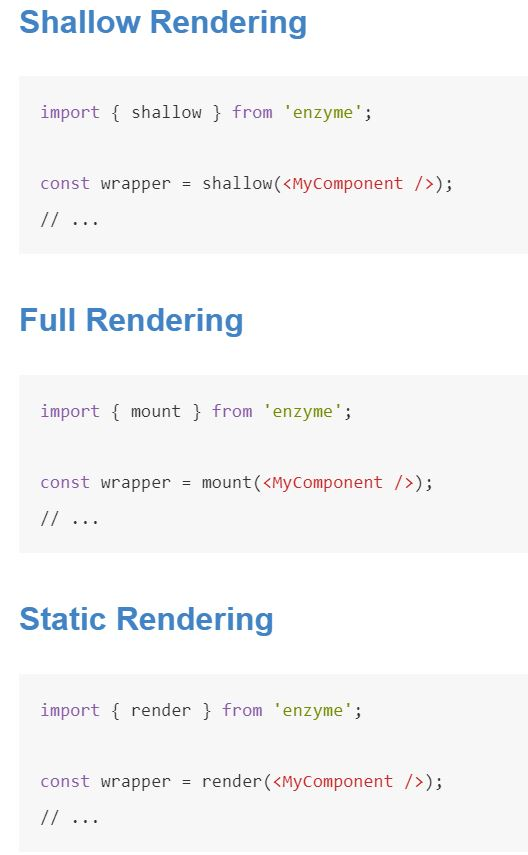 Shallow Rendering
import { shallow } from 'enzyme';
const wrapper = shallow(<MyComponent />);
// ...
Full Rendering
import { mount } from 'enzyme';
const wrapper = mount(<MyComponent />);
// ...
Static Rendering
import { render } from 'enzyme';
const wrapper = render(<MyComponent />);
// ...